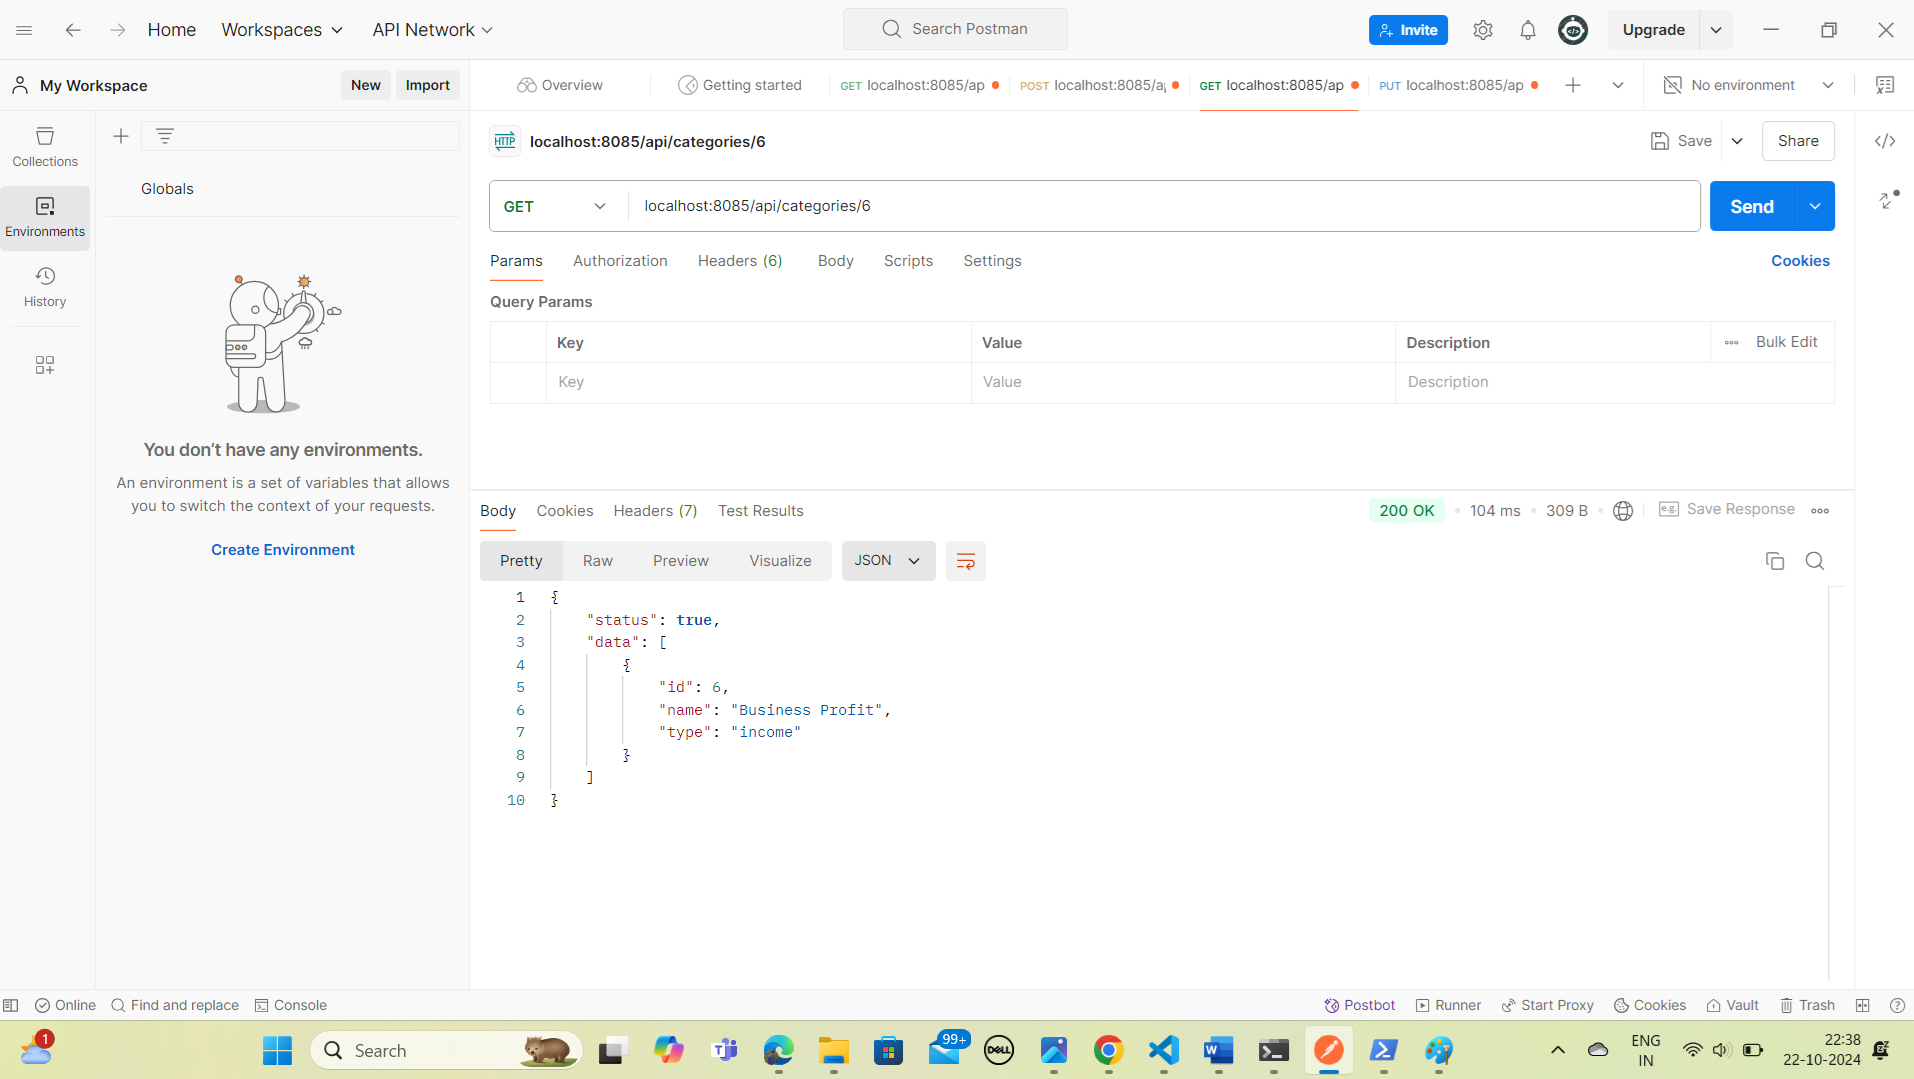 Home Workspaces API Network Search Postman Invite Upgrade
My Workspace New Import Overview Getting started GET localhost:8085/ap POST localhost:8085/a GET localhost:8085/ap PUT localhost:8085/ap No environment
Collections
Environments
History
Globals
You don't have any environments.
An environment is a set of variables that allows
you to switch the context of your requests.
Create Environment
HTTP localhost:8085/api/categories/6 Save Share
GET localhost:8085/api/categories/6 Send
Params Authorization Headers (6) Body Scripts Settings Cookies
Query Params
Key Value Description Bulk Edit
Key Value Description
Body Cookies Headers (7) Test Results 200 OK 104 ms 309 B e.g. Save Response
Pretty Raw Preview Visualize JSON
1 {
2 "status": true,
3 "data": [
4 {
5 "id": 6,
6 "name": "Business Profit",
7 "type": "income"
8 }
9 ]
10 }
Online Find and replace Console Postbot Runner Start Proxy Cookies Vault Trash
1 Search 99+ DELL ENG 22:38
IN 22-10-2024